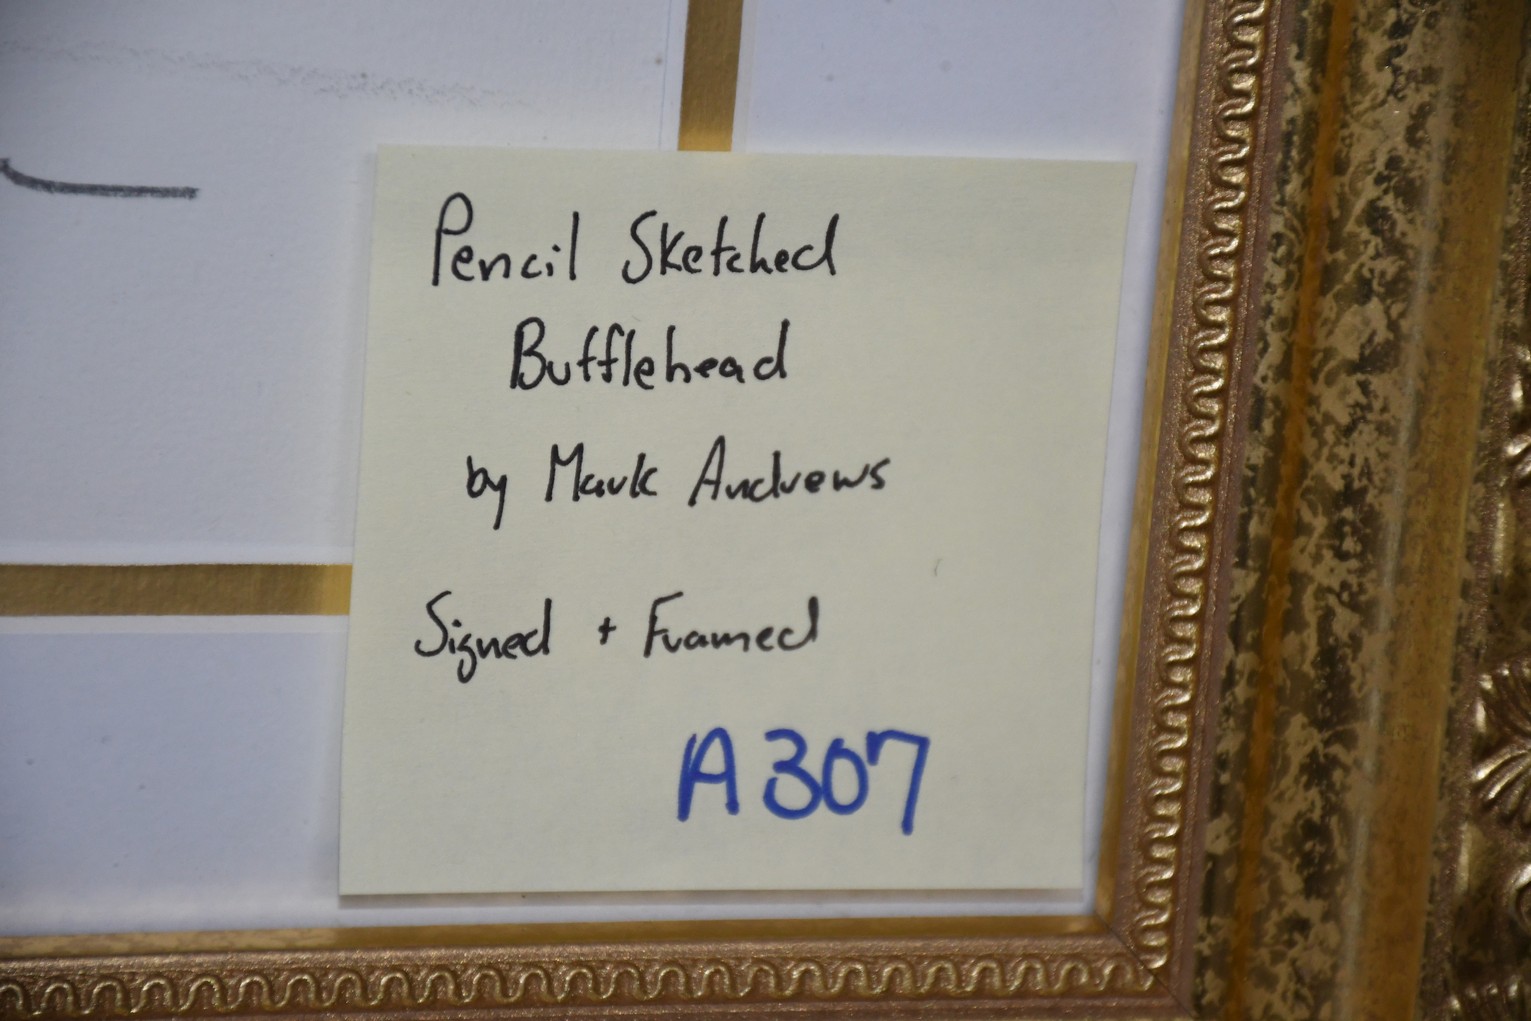 Pencil Sketched
Bufflehead
by Mark Andrews
Signed + Framed
A307